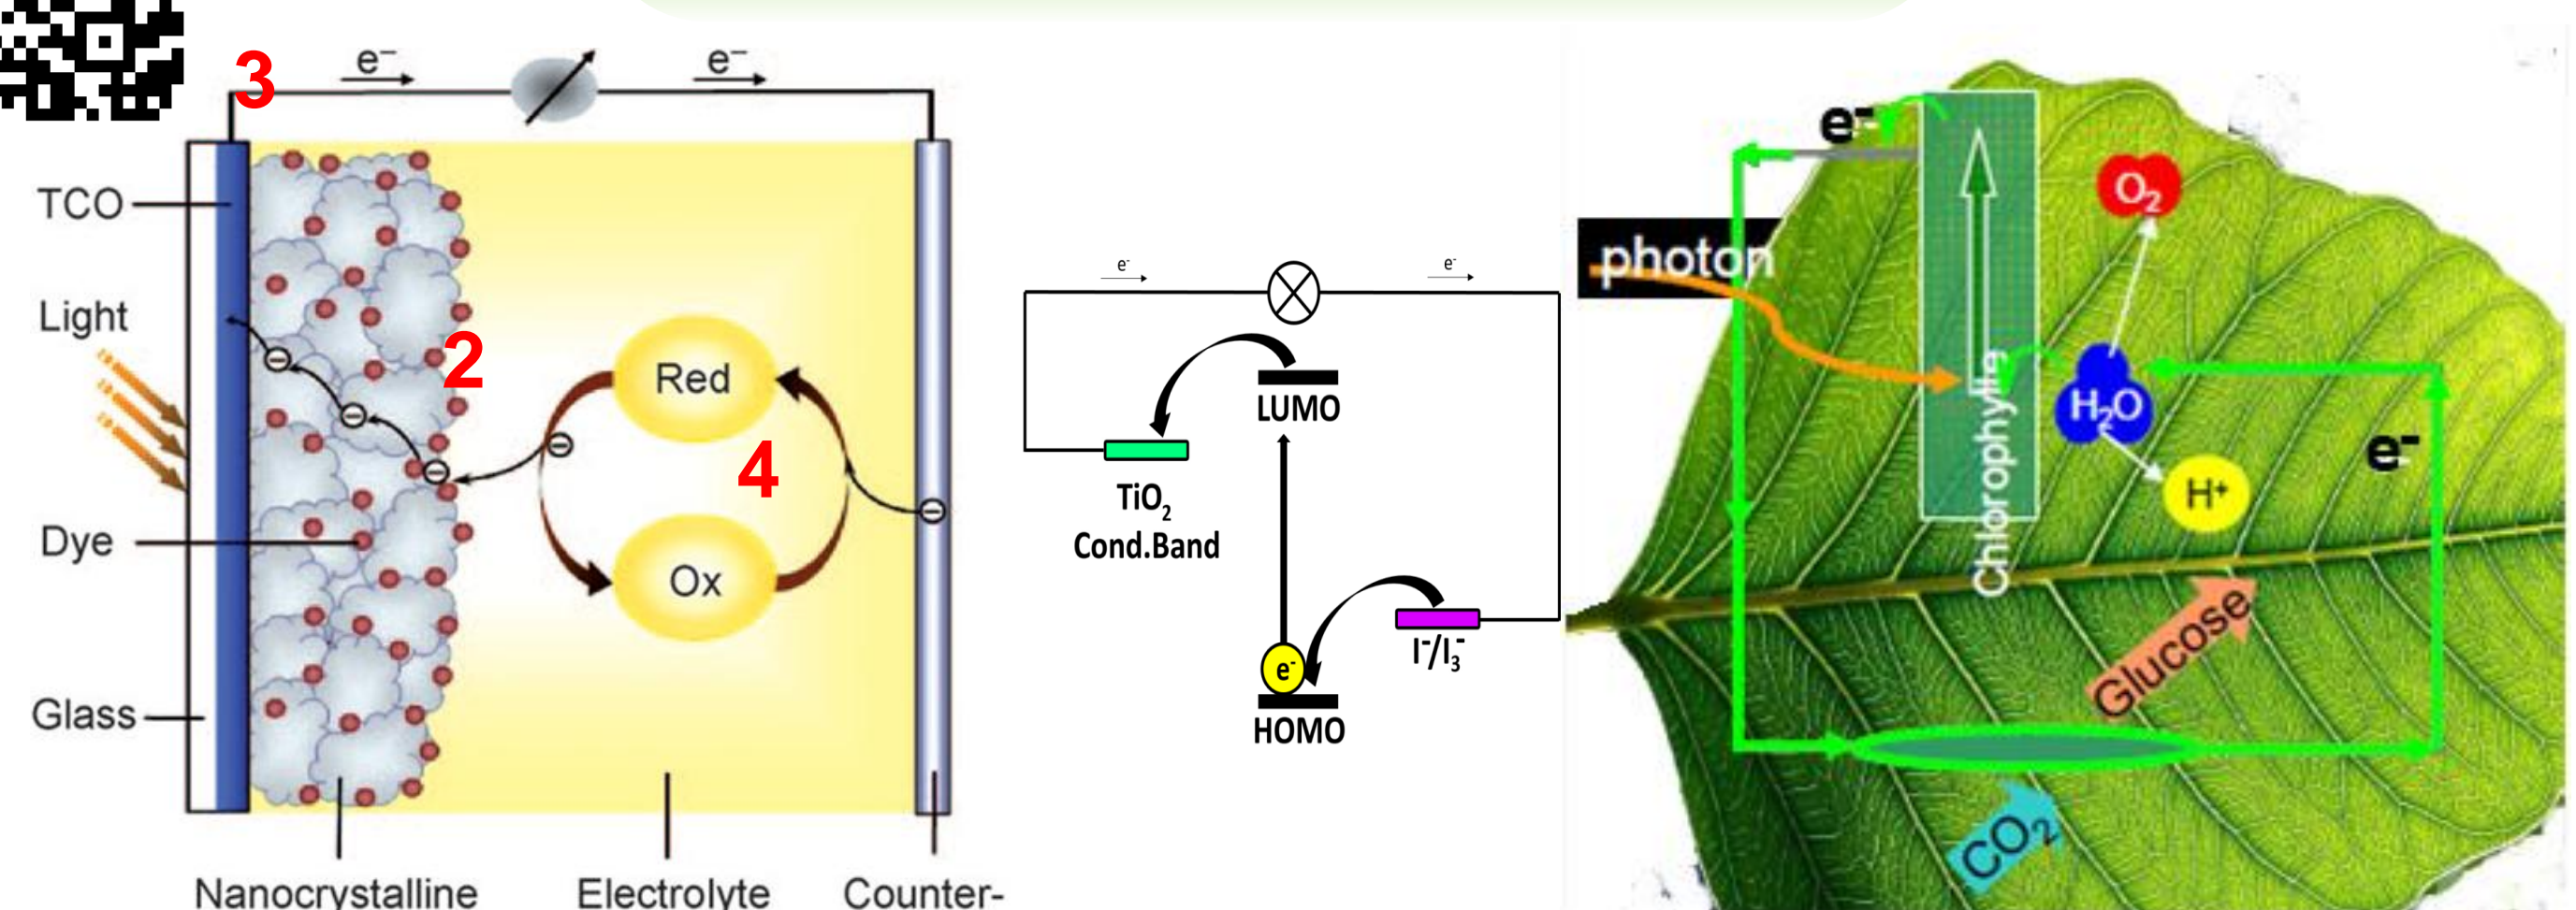 3
e⁻
e⁻
TCO
Light
Dye
Glass
2
Red
4
Ox
Nanocrystalline
Electrolyte
Counter-
e⁻
e⁻
LUMO
TiO₂
Cond.Band
I⁻/I₃⁻
e⁻
HOMO
e⁻
photon
Chlorophylle
O₂
H₂O
H⁺
e⁻
Glucose
CO₂